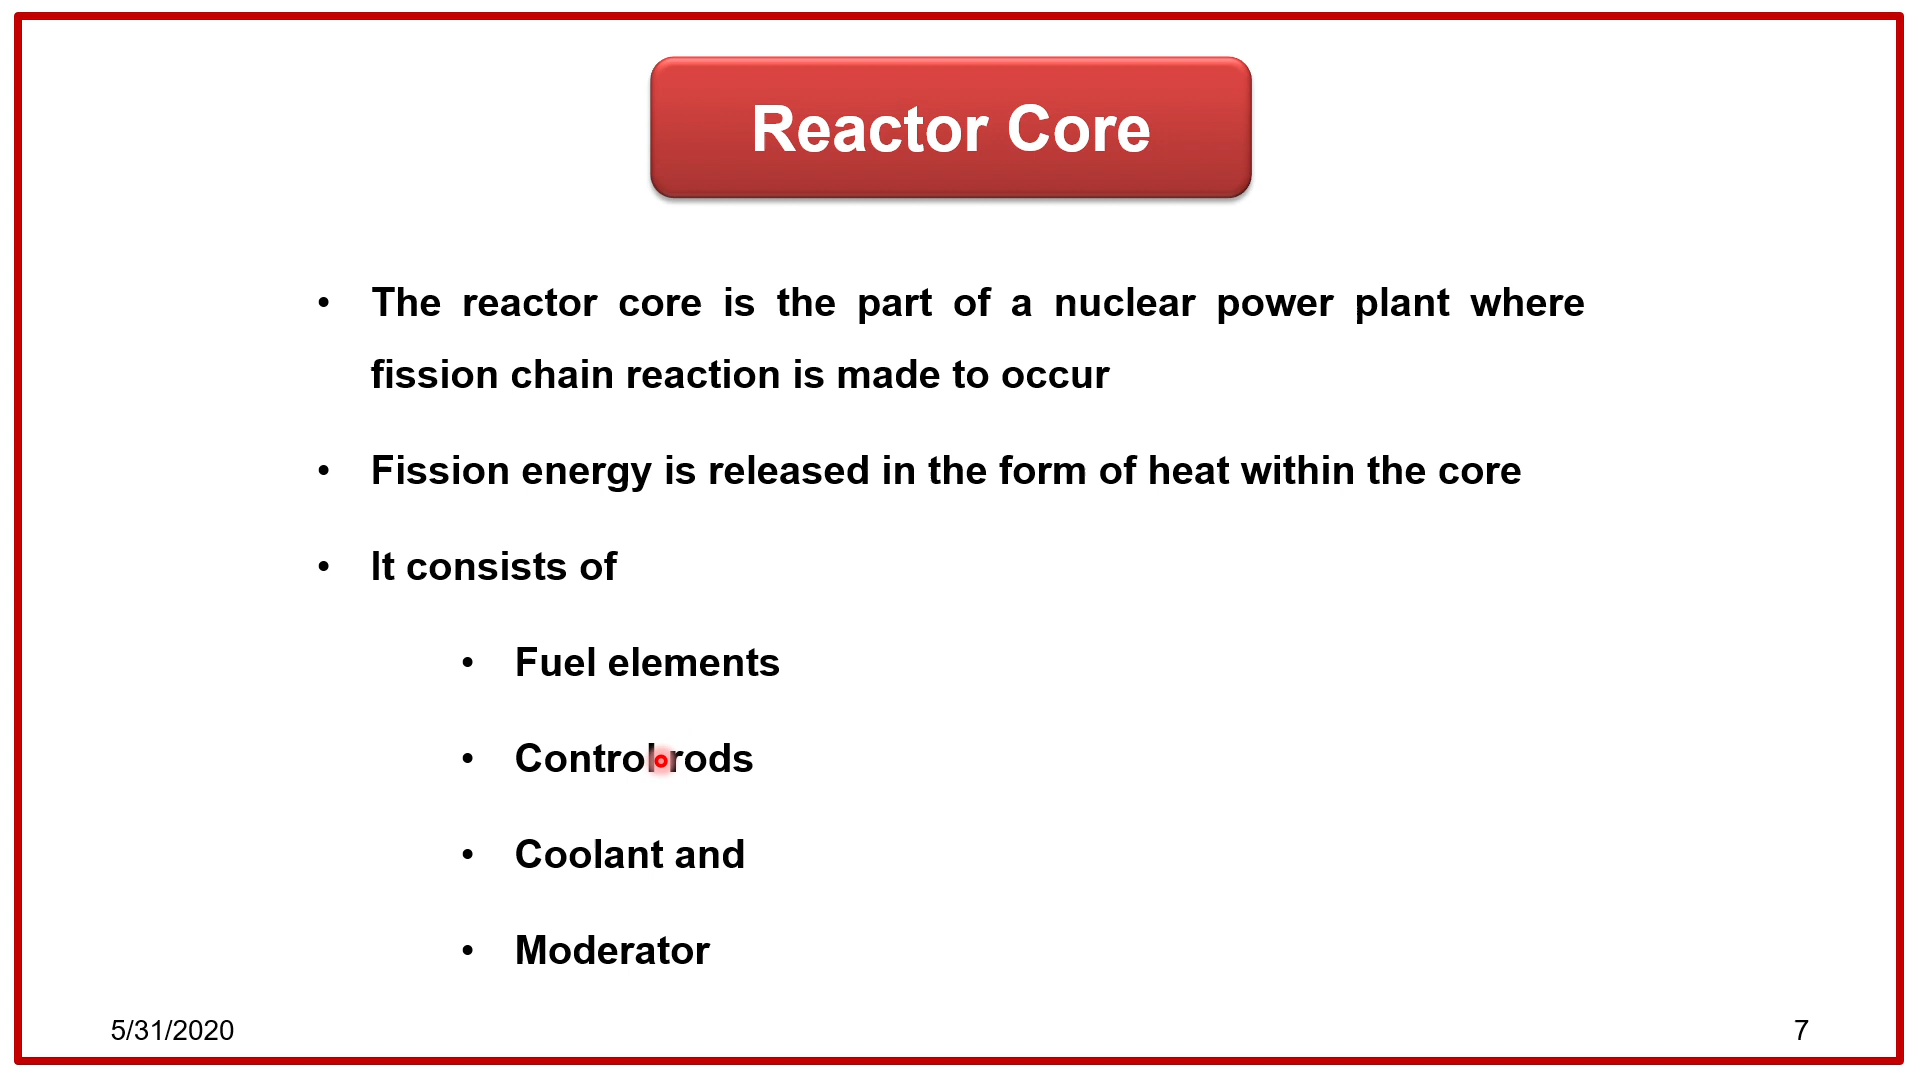 Reactor Core
• The reactor core is the part of a nuclear power plant where
fission chain reaction is made to occur
• Fission energy is released in the form of heat within the core
• It consists of
• Fuel elements
• Control rods
• Coolant and
• Moderator
5/31/2020
7